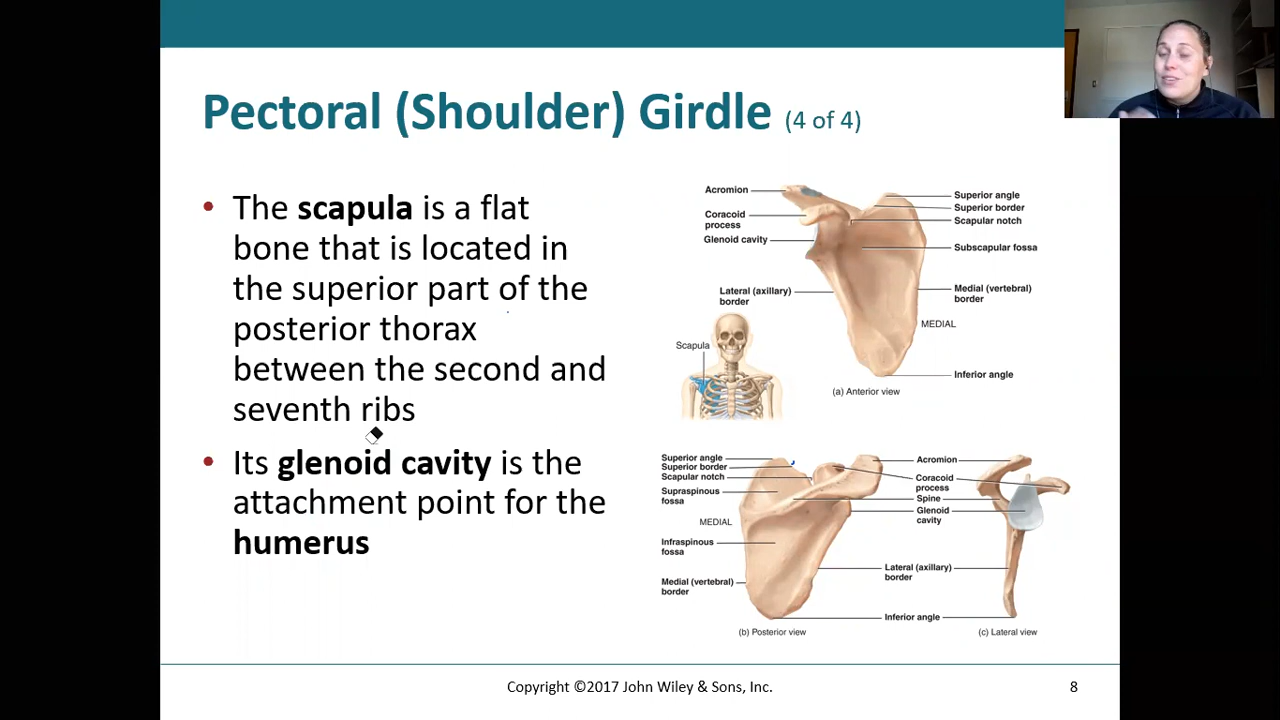 Pectoral (Shoulder) Girdle (4 of 4)
• The scapula is a flat
bone that is located in
the superior part of the
posterior thorax
between the second and
seventh ribs
• Its glenoid cavity is the
attachment point for the
humerus
Acromion
Coracoid
process
Glenoid cavity
Lateral (axillary)
border
Superior angle
Superior border
Scapular notch
Subscapular fossa
Medial (vertebral)
border
MEDIAL
Inferior angle
Scapula
(a) Anterior view
Superior angle
Superior border
Scapular notch
Supraspinous
fossa
MEDIAL
Infraspinous
fossa
Medial (vertebral)
border
Acromion
Coracoid
process
Spine
Glenoid
cavity
Lateral (axillary)
border
Inferior angle
(b) Posterior view
(c) Lateral view
Copyright ©2017 John Wiley & Sons, Inc.
8